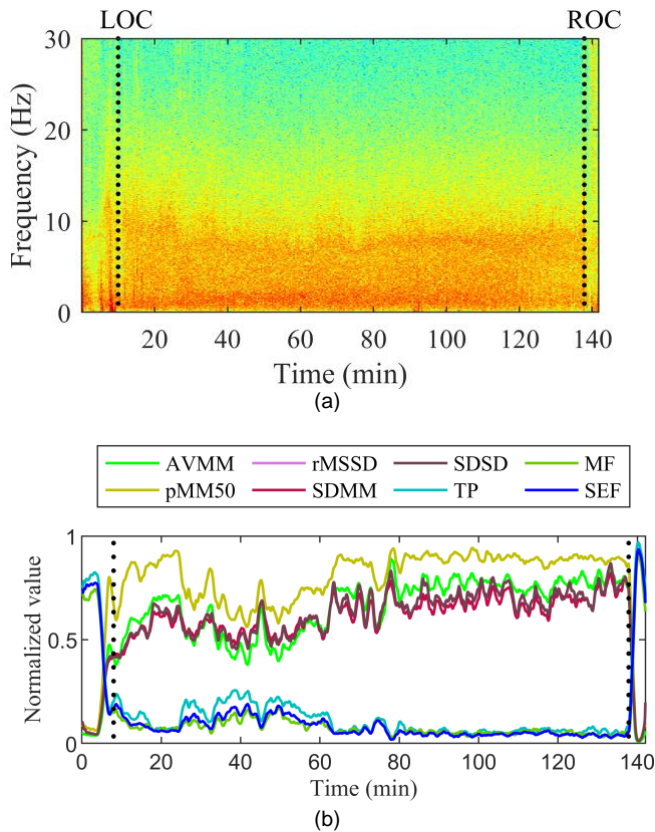 LOC ROC
30
20
10
0
Frequency (Hz)
20 40 60 80 100 120 140
Time (min)
(a)
AVMM rMSSD SDSD MF
pMM50 SDMM TP SEF
1
0.5
0
Normalized value
0 20 40 60 80 100 120 140
Time (min)
(b)